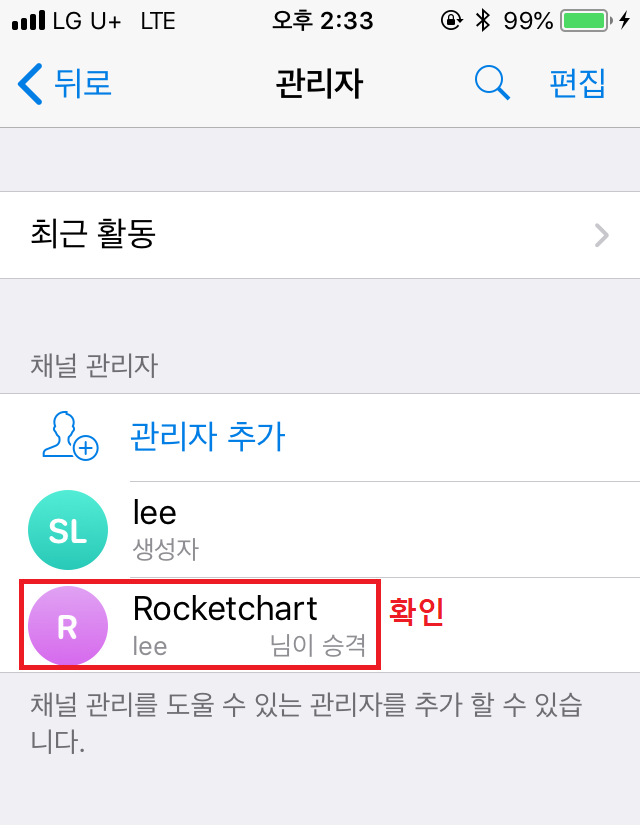 LG U+ LTE 오후 2:33 99%
뒤로 관리자 편집
최근 활동
채널 관리자
관리자 추가
SL lee
생성자
R Rocketchart 확인
lee 님이 승격
채널 관리를 도울 수 있는 관리자를 추가 할 수 있습
니다.